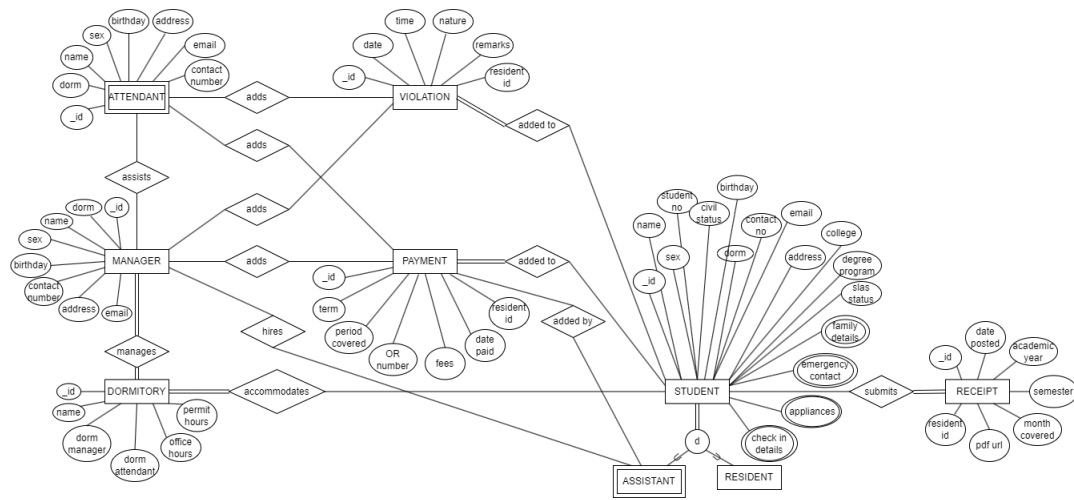 birthday
address
sex
name
email
dorm
contact
number
_id
ATTENDANT
time
nature
date
remarks
_id
resident
id
VIOLATION
adds
added to
adds
assists
adds
dorm
_id
name
sex
birthday
contact
number
address
email
MANAGER
adds
PAYMENT
added to
_id
term
period
covered
OR
number
fees
date
paid
resident
id
added by
hires
manages
student
no
birthday
civil
status
name
contact
no
email
sex
dorm
college
_id
address
degree
program
slas
status
family
details
emergency
contact
appliances
check in
details
DORMITORY
_id
name
dorm
manager
dorm
attendant
office
hours
permit
hours
accommodates
STUDENT
submits
RECEIPT
_id
date
posted
academic
year
semester
month
covered
pdf url
resident
id
d
ASSISTANT
RESIDENT